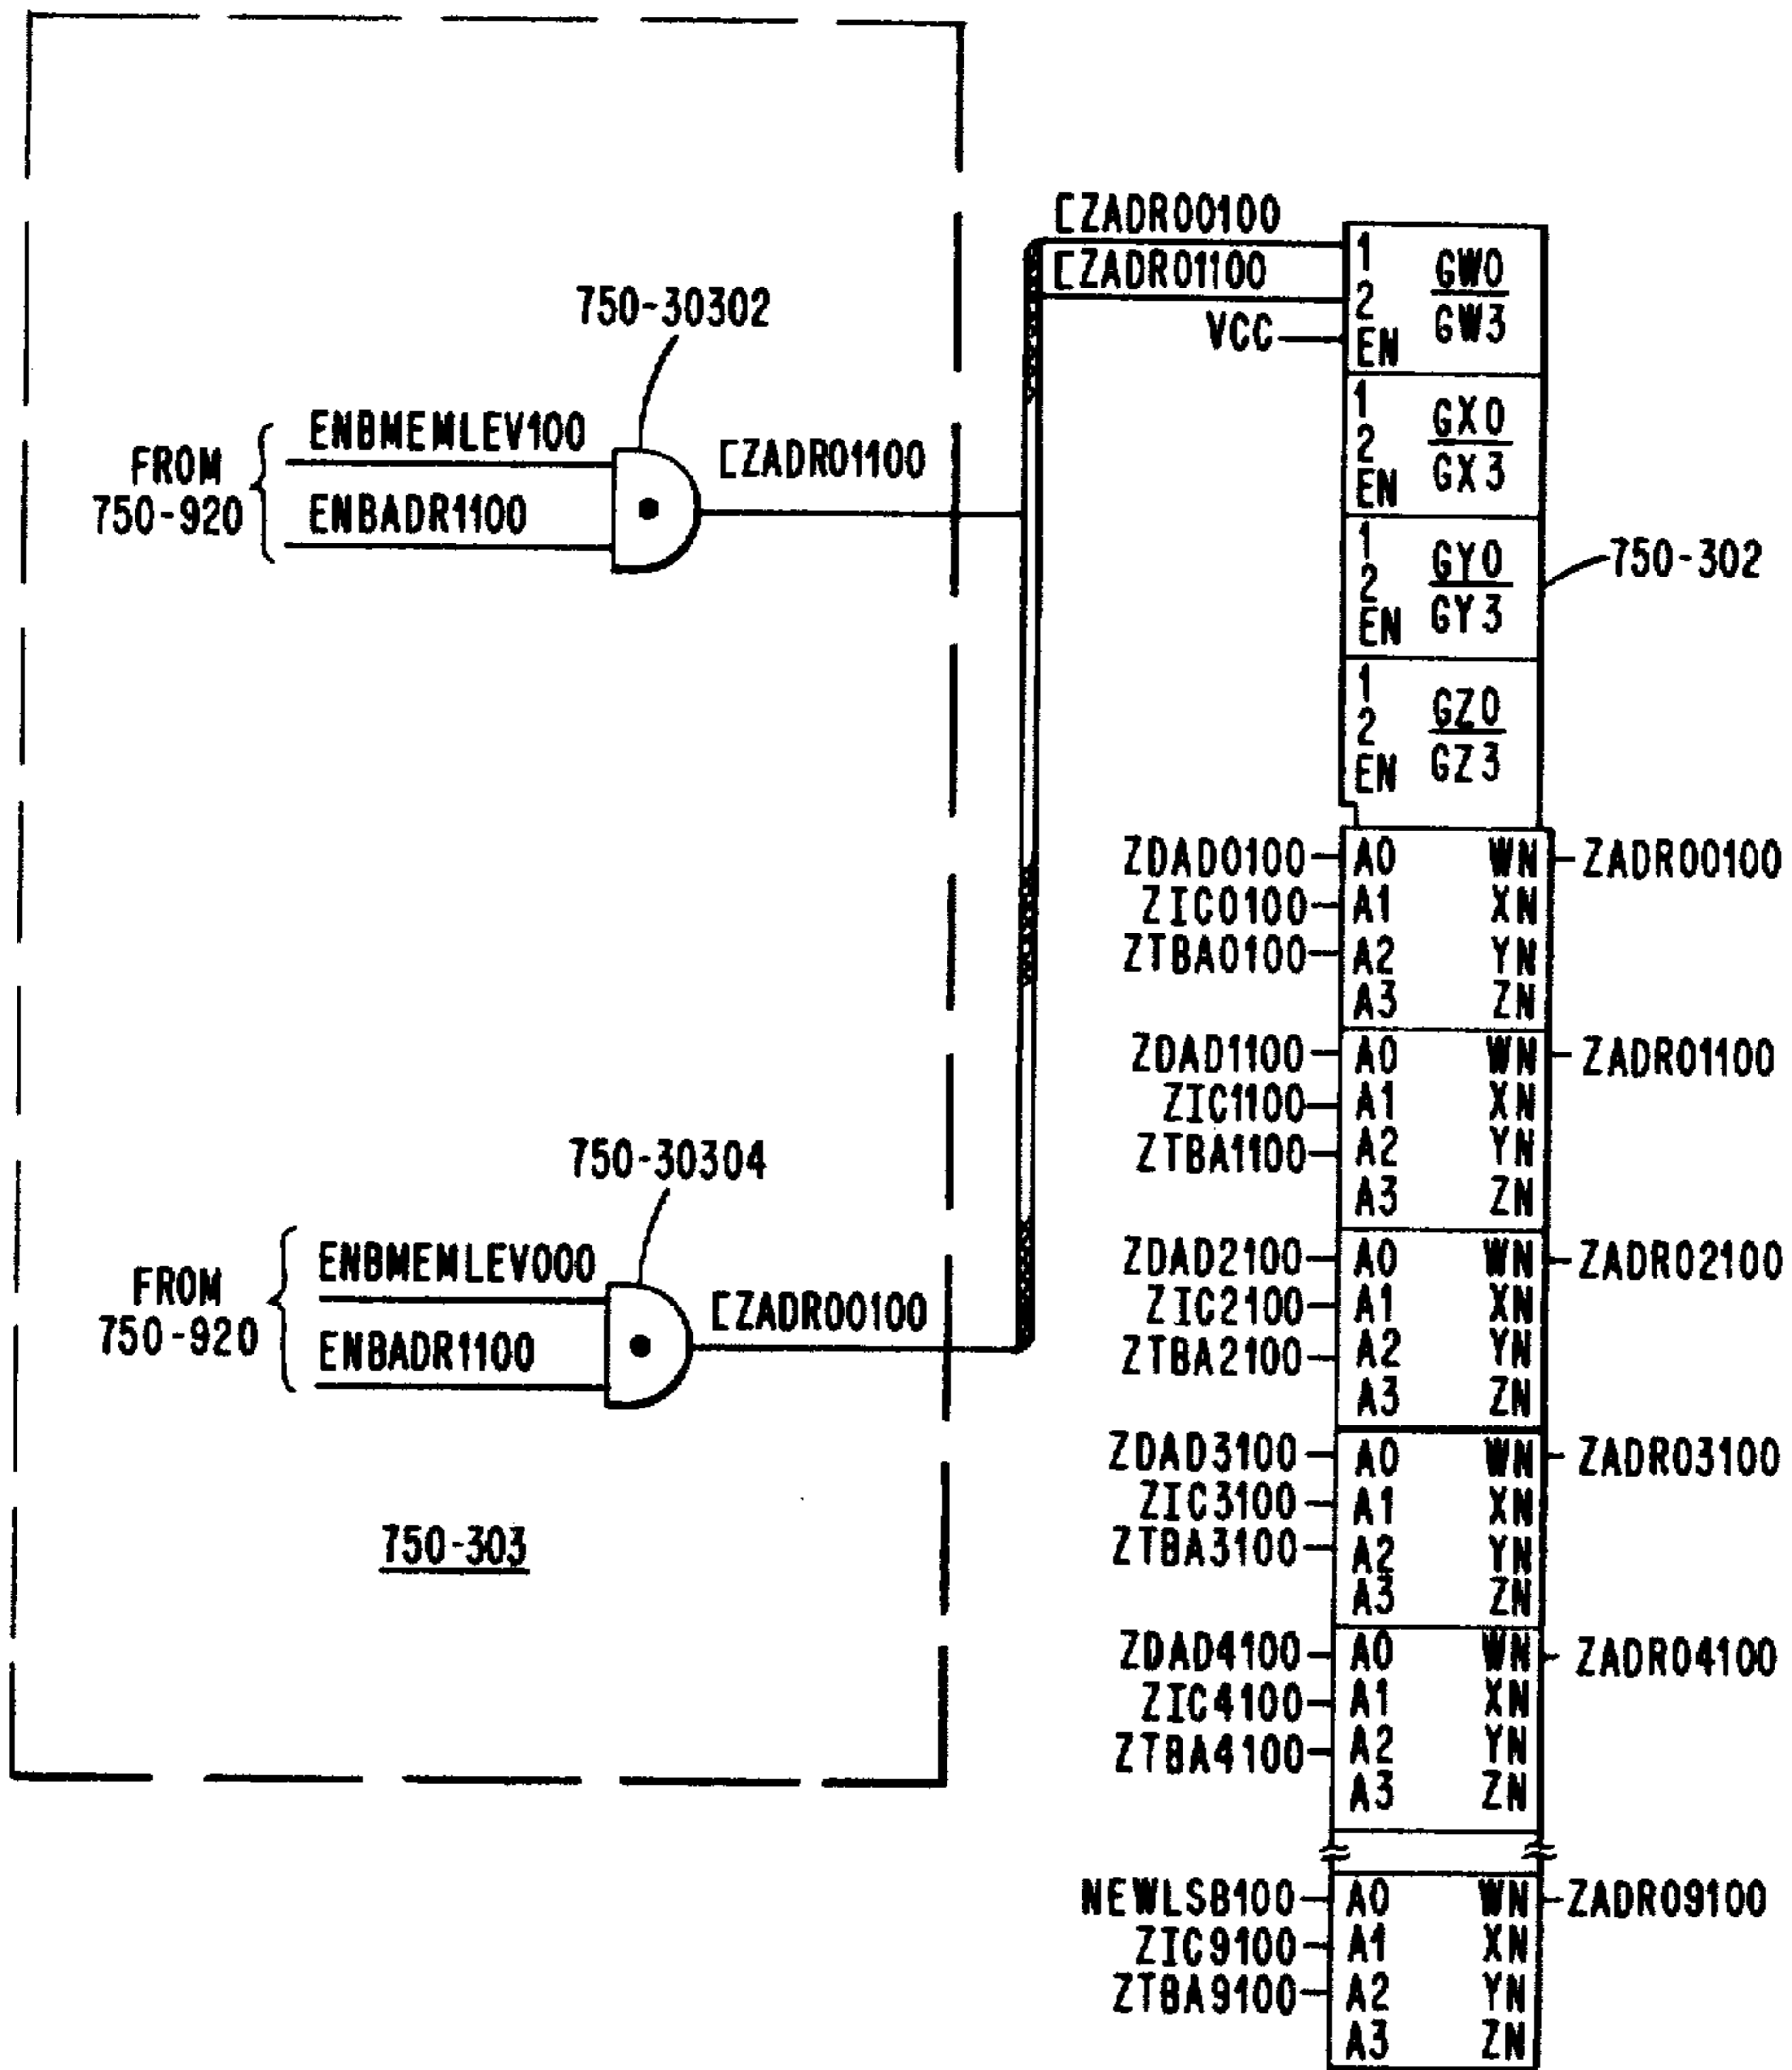 750-30302
FROM
750-920
ENBMEMLEV100
ENBADR1100
[ZADR01100
750-30304
FROM
750-920
ENBMEMLEV000
ENBADR1100
[ZADR00100
750-303
[ZADR00100
[ZADR01100
VCC
1
2
EN
GW0
GW3
1
2
EN
GX0
GX3
1
2
EN
GY0
GY3
750-302
1
2
EN
GZ0
GZ3
ZDAD0100 A0 WN ZADR00100
ZIC0100 A1 XN
ZTBA0100 A2 YN
A3 ZN
ZDAD1100 A0 WN ZADR01100
ZIC1100 A1 XN
ZTBA1100 A2 YN
A3 ZN
ZDAD2100 A0 WN ZADR02100
ZIC2100 A1 XN
ZTBA2100 A2 YN
A3 ZN
ZDAD3100 A0 WN ZADR03100
ZIC3100 A1 XN
ZTBA3100 A2 YN
A3 ZN
ZDAD4100 A0 WN ZADR04100
ZIC4100 A1 XN
ZTBA4100 A2 YN
A3 ZN
NEWLSB100 A0 WN ZADR09100
ZIC9100 A1 XN
ZTBA9100 A2 YN
A3 ZN